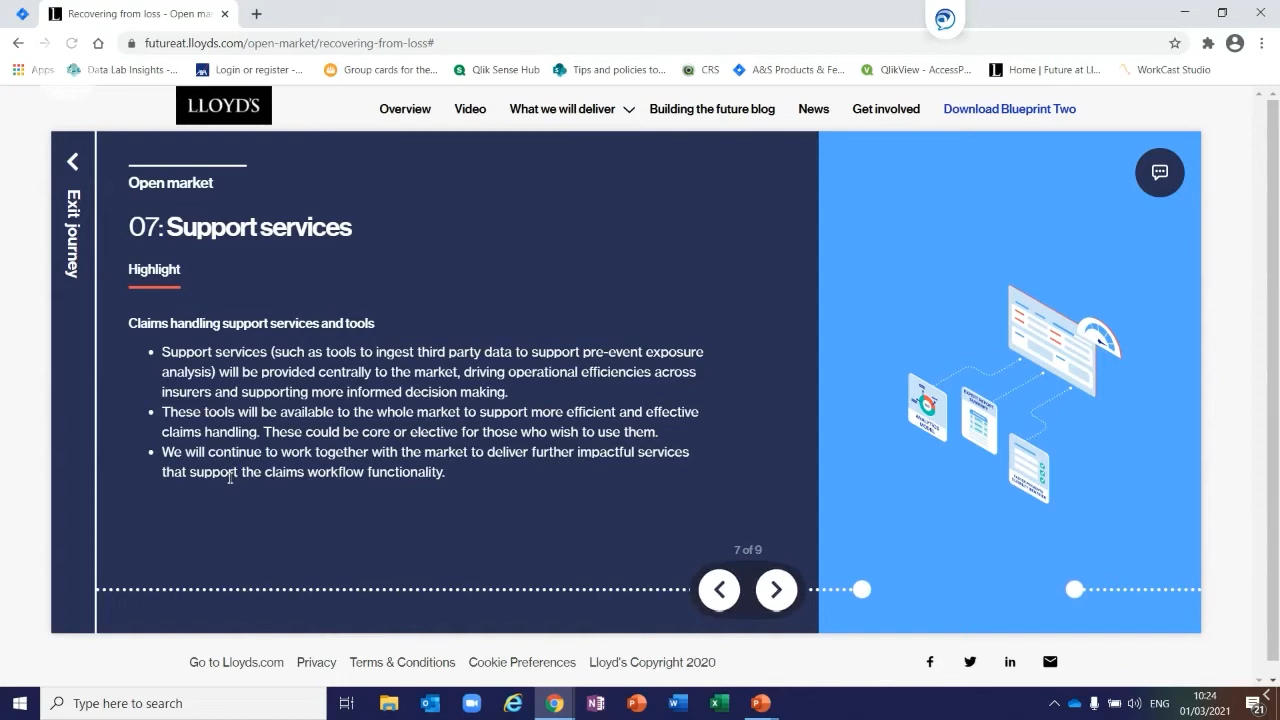 Recovering from loss - Open ma
futureat.lloyds.com/open-market/recovering-from-loss#
Apps
Data Lab Insights -...
Login or register -...
Group cards for the...
Qlik Sense Hub
Tips and policies to...
CRS
A&S Products & Fe...
QlikView - AccessP...
Home | Future at Ll...
WorkCast Studio
LLOYD'S
Overview
Video
What we will deliver
Building the future blog
News
Get involved
Download Blueprint Two
Exit journey
Open market
07: Support services
Highlight
Claims handling support services and tools
• Support services (such as tools to ingest third party data to support pre-event exposure
analysis) will be provided centrally to the market, driving operational efficiencies across
insurers and supporting more informed decision making.
• These tools will be available to the whole market to support more efficient and effective
claims handling. These could be core or elective for those who wish to use them.
• We will continue to work together with the market to deliver further impactful services
that support the claims workflow functionality.
ANALYTICS
7 of 9
Go to Lloyds.com
Privacy
Terms & Conditions
Cookie Preferences
Lloyd's Copyright 2020
Type here to search
ENG
10:24
01/03/2021
21